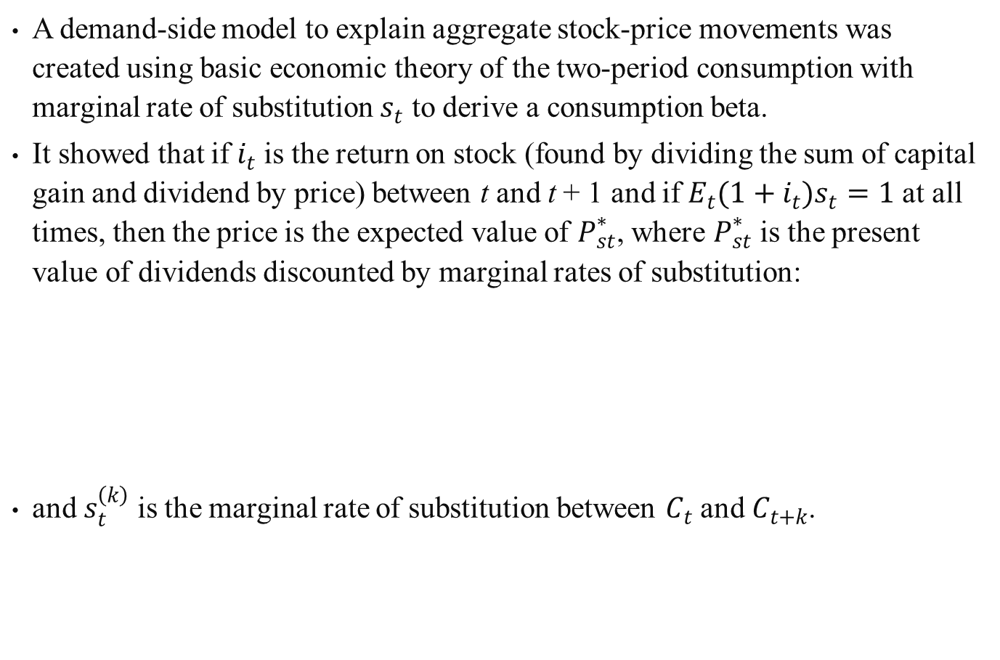 • A demand-side model to explain aggregate stock-price movements was
created using basic economic theory of the two-period consumption with
marginal rate of substitution $s_t$ to derive a consumption beta.
• It showed that if $i_t$ is the return on stock (found by dividing the sum of capital
gain and dividend by price) between t and t + 1 and if $E_t(1 + i_t)s_t = 1$ at all
times, then the price is the expected value of $P_{st}^*$, where $P_{st}^*$ is the present
value of dividends discounted by marginal rates of substitution:
• and $s_t^{(k)}$ is the marginal rate of substitution between $C_t$ and $C_{t+k}$.